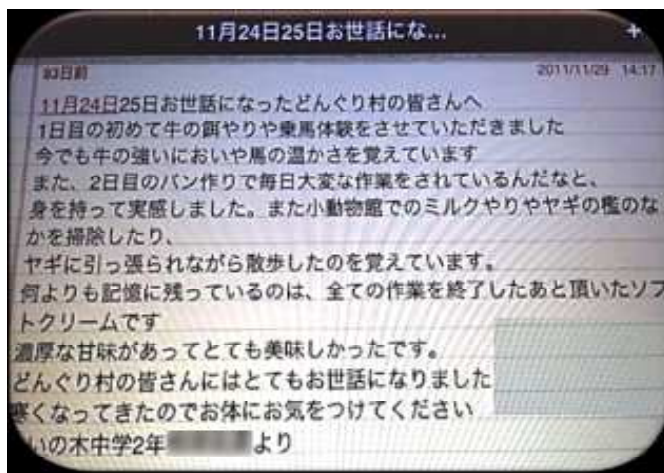 11月24日25日お世話にな...
+
83日前
2011/11/29 14:17
11月24日25日お世話になったどんぐり村の皆さんへ
1日目の初めて牛の餌やりや乗馬体験をさせていただきました
今でも牛の強いにおいや馬の温かさを覚えています
また、2日目のパン作りで毎日大変な作業をされているんだなと、
身を持って実感しました。また小動物館でのミルクやりやヤギの檻のな
かを掃除したり、
ヤギに引っ張られながら散歩したのを覚えています。
何よりも記憶に残っているのは、全ての作業を終了したあと頂いたソフ
トクリームです
濃厚な甘味があってとても美味しかったです。
どんぐり村の皆さんにはとてもお世話になりました
寒くなってきたのでお体にお気をつけてください
いの木中学2年 より